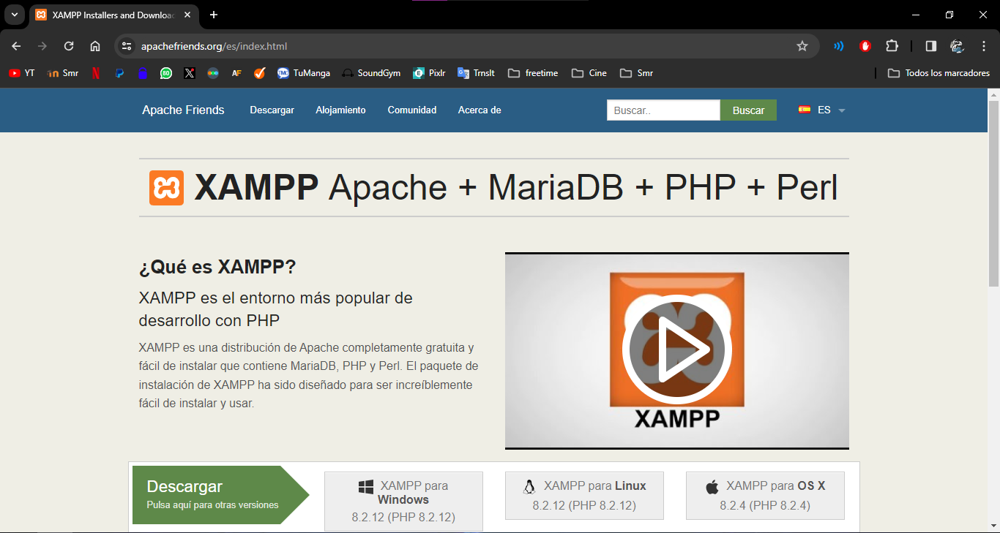 XAMPP Installers and Downloa
apachefriends.org/es/index.html
YT
Smr
TuManga
SoundGym
Pixlr
Trnslt
freetime
Cine
Smr
Todos los marcadores
Apache Friends
Descargar
Alojamiento
Comunidad
Acerca de
Buscar..
Buscar
ES
XAMPP Apache + MariaDB + PHP + Perl
¿Qué es XAMPP?
XAMPP es el entorno más popular de
desarrollo con PHP
XAMPP es una distribución de Apache completamente gratuita y
fácil de instalar que contiene MariaDB, PHP y Perl. El paquete de
instalación de XAMPP ha sido diseñado para ser increíblemente
fácil de instalar y usar.
XAMPP
Descargar
Pulsa aquí para otras versiones
XAMPP para
Windows
8.2.12 (PHP 8.2.12)
XAMPP para Linux
8.2.12 (PHP 8.2.12)
XAMPP para OS X
8.2.4 (PHP 8.2.4)